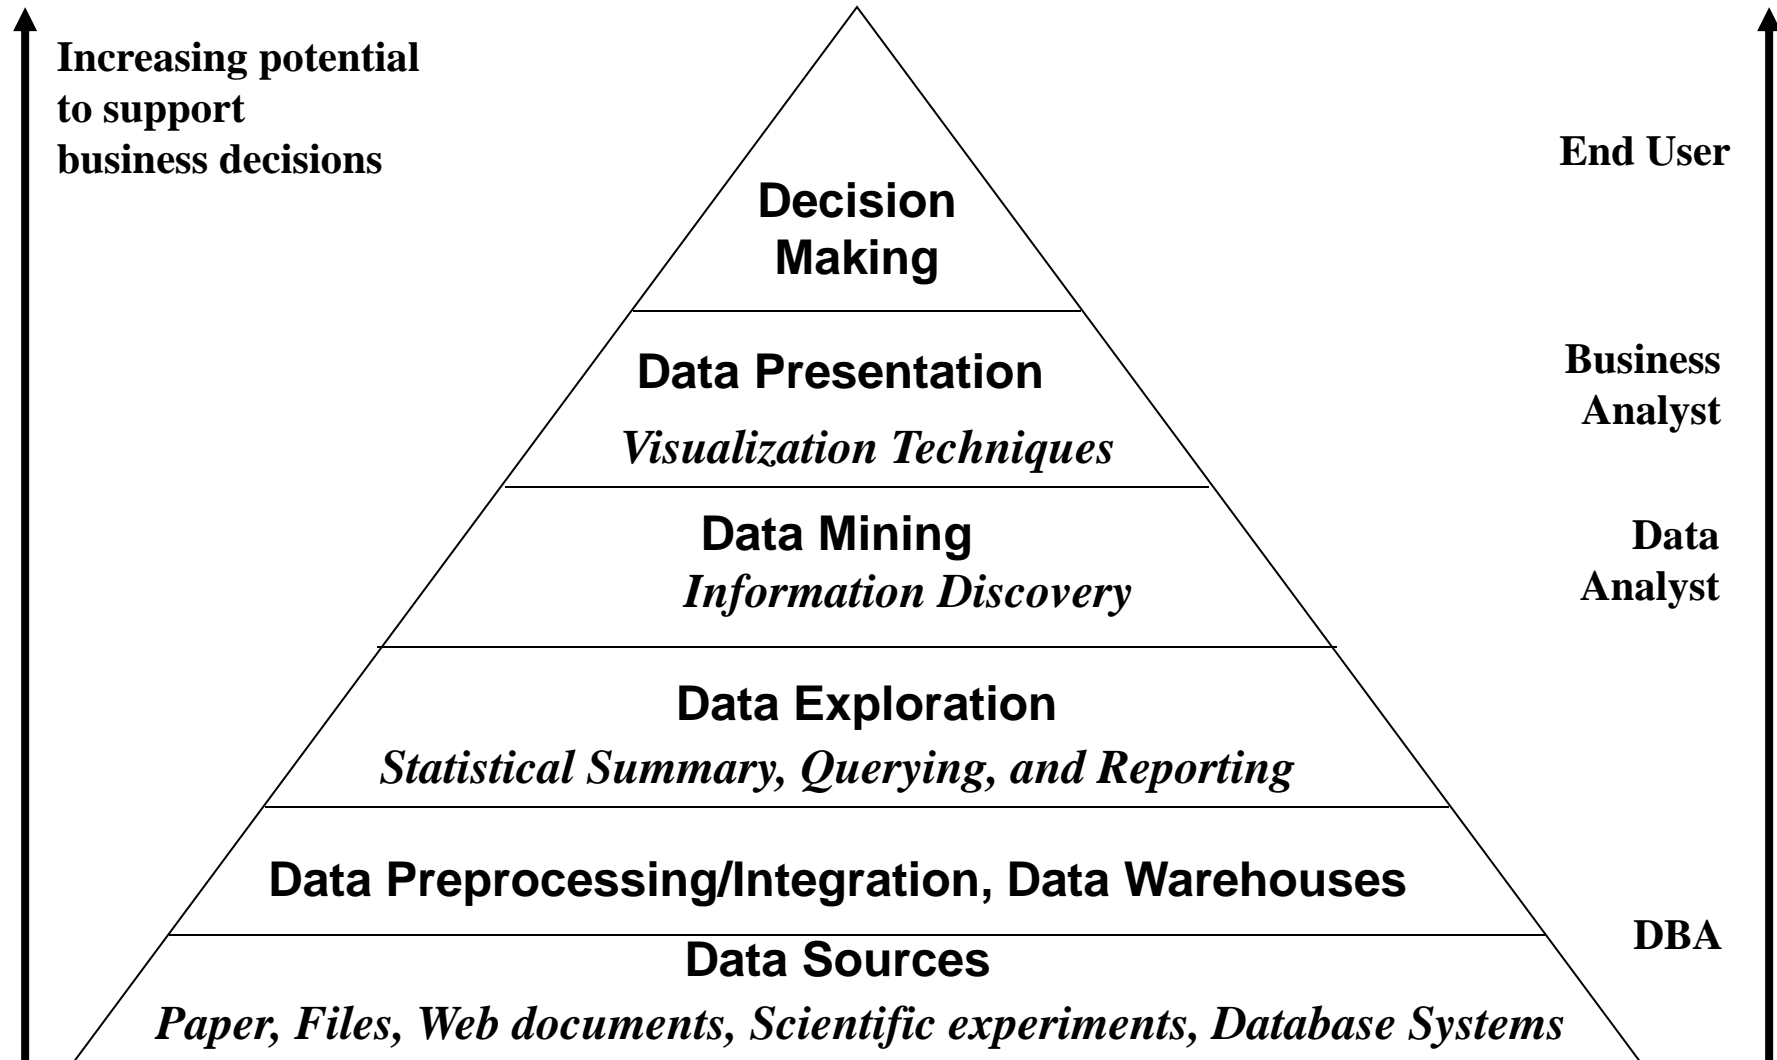 Increasing potential
to support
business decisions
End User
Decision
Making
Data Presentation
Visualization Techniques
Business
Analyst
Data Mining
Information Discovery
Data
Analyst
Data Exploration
Statistical Summary, Querying, and Reporting
Data Preprocessing/Integration, Data Warehouses
DBA
Data Sources
Paper, Files, Web documents, Scientific experiments, Database Systems